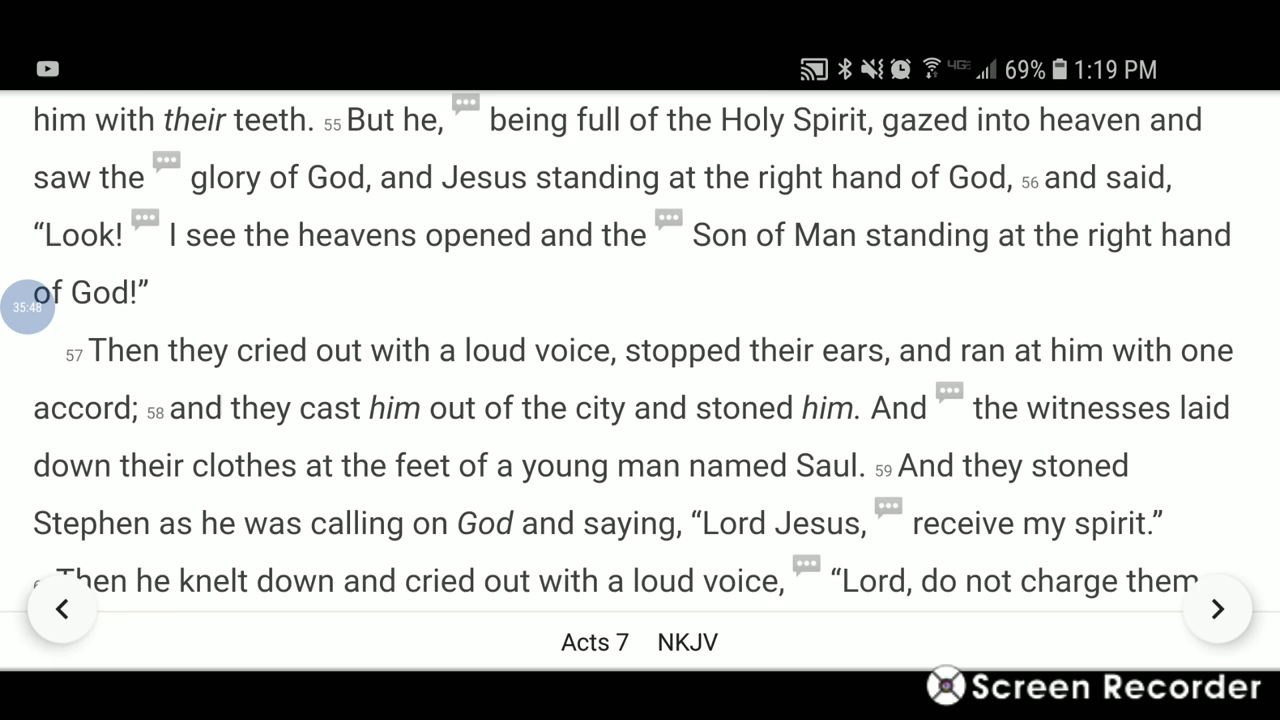 69% 1:19 PM
him with their teeth. 55 But he, being full of the Holy Spirit, gazed into heaven and
saw the glory of God, and Jesus standing at the right hand of God, 56 and said,
“Look! I see the heavens opened and the Son of Man standing at the right hand
of God!”
35:48
57 Then they cried out with a loud voice, stopped their ears, and ran at him with one
accord; 58 and they cast him out of the city and stoned him. And the witnesses laid
down their clothes at the feet of a young man named Saul. 59 And they stoned
Stephen as he was calling on God and saying, “Lord Jesus, receive my spirit.”
Then he knelt down and cried out with a loud voice, “Lord, do not charge them
Acts 7 NKJV
Screen Recorder